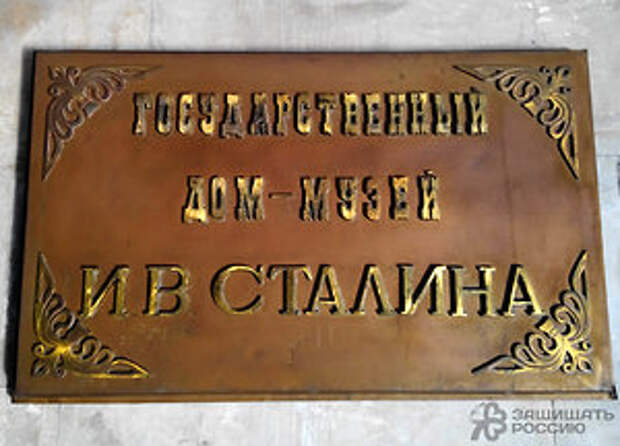 ГОСУДАРСТВЕННЫЙ
ДОМ-МУЗЕЙ
И В СТАЛИНА
ЗАЩИЩАТЬ
РОССИЮ